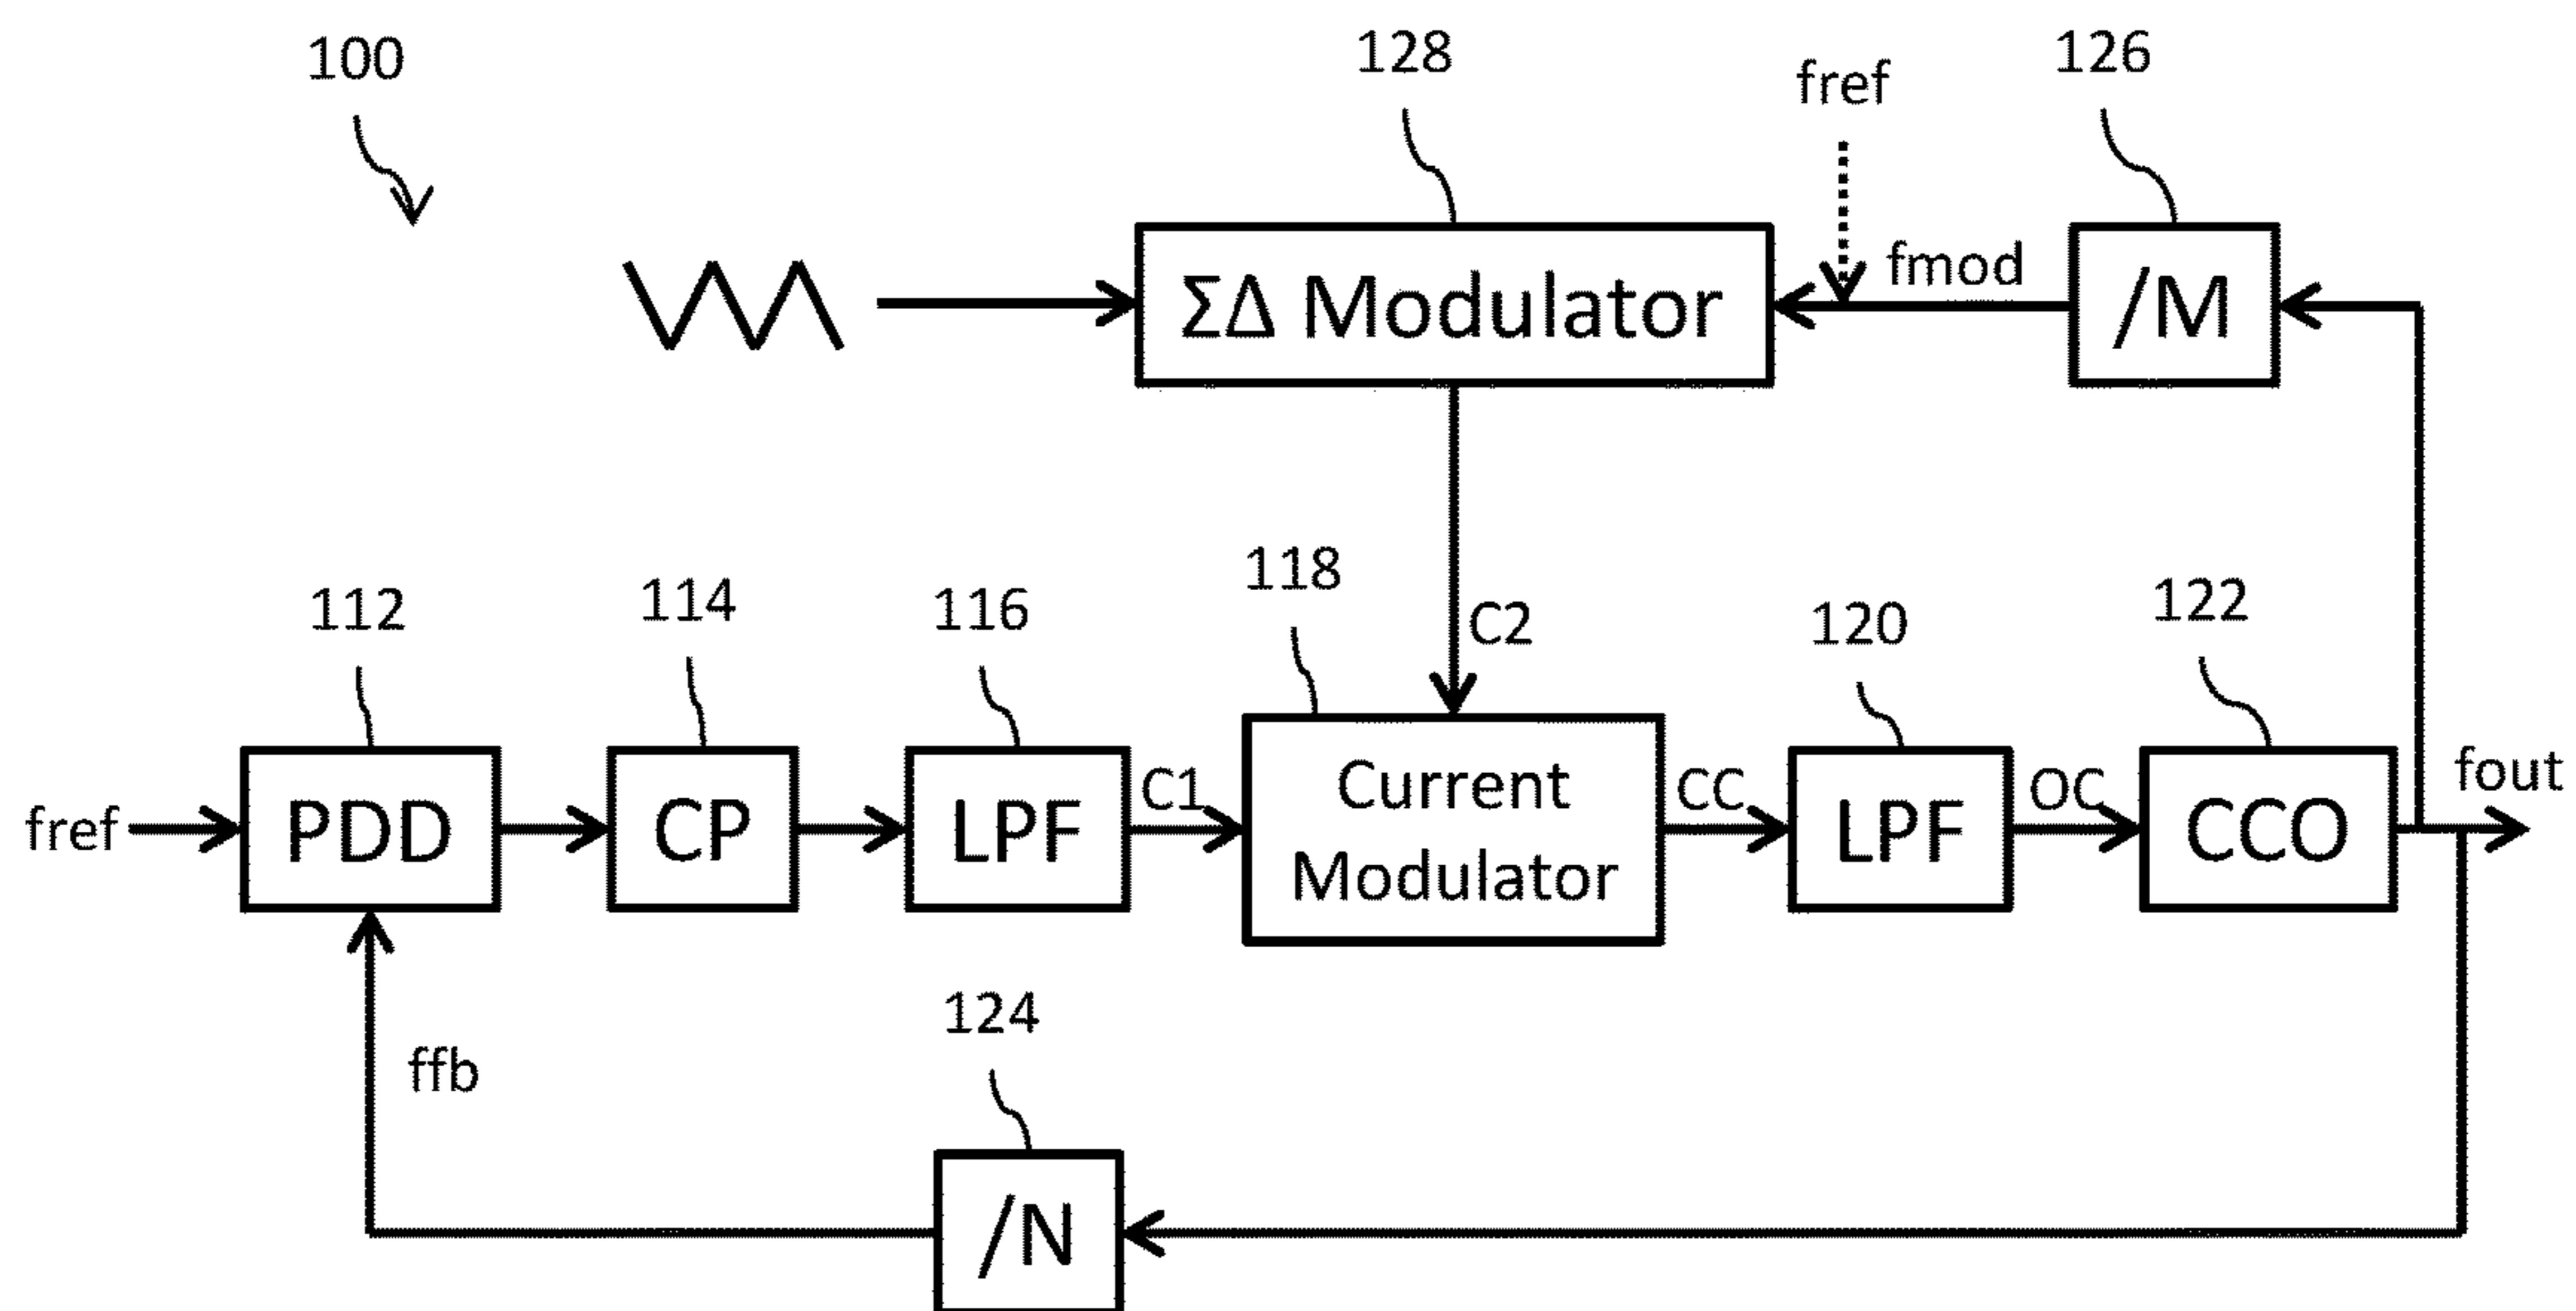 100
128
fref
126
ΣΔ Modulator
fmod
/M
C2
112
114
116
118
120
122
fref
PDD
CP
LPF
C1
Current
Modulator
CC
LPF
OC
CCO
fout
ffb
124
/N